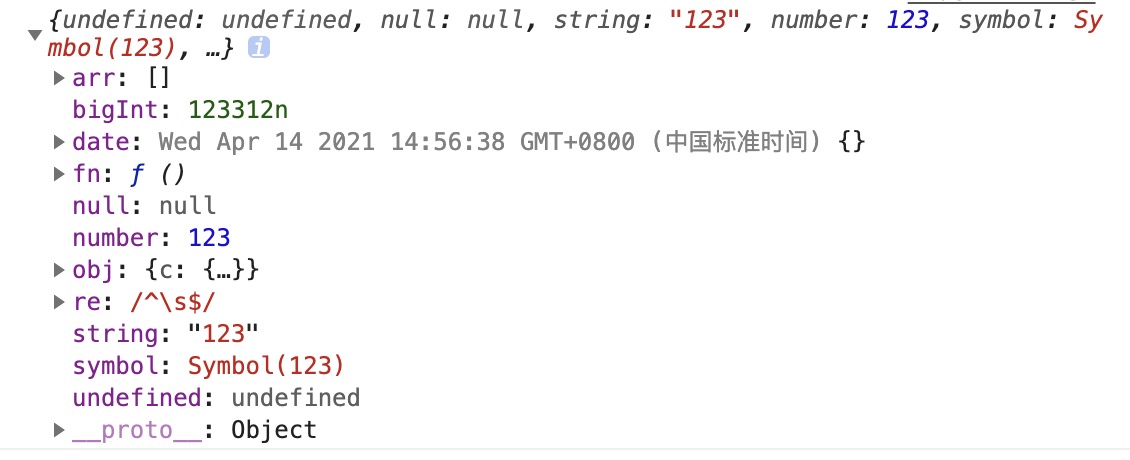 {undefined: undefined, null: null, string: "123", number: 123, symbol: Sy
mbol(123), …} i
arr: []
bigInt: 123312n
date: Wed Apr 14 2021 14:56:38 GMT+0800 (中国标准时间) {}
fn: ƒ ()
null: null
number: 123
obj: {c: {…}}
re: /^\s$/
string: "123"
symbol: Symbol(123)
undefined: undefined
__proto__: Object